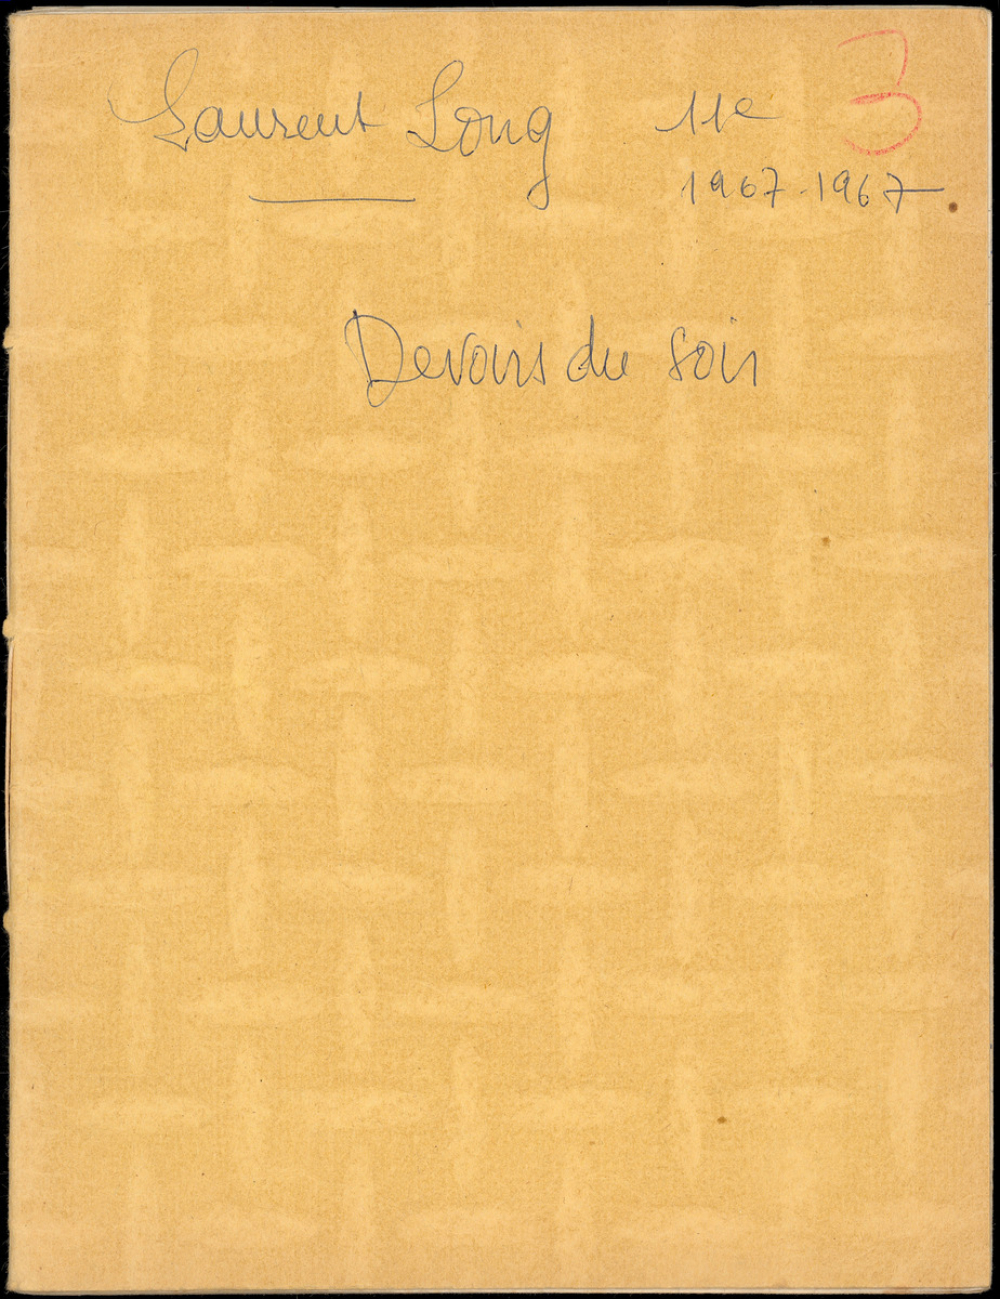 Laurent Long 11e 3
1967-1967
Devoirs du soir